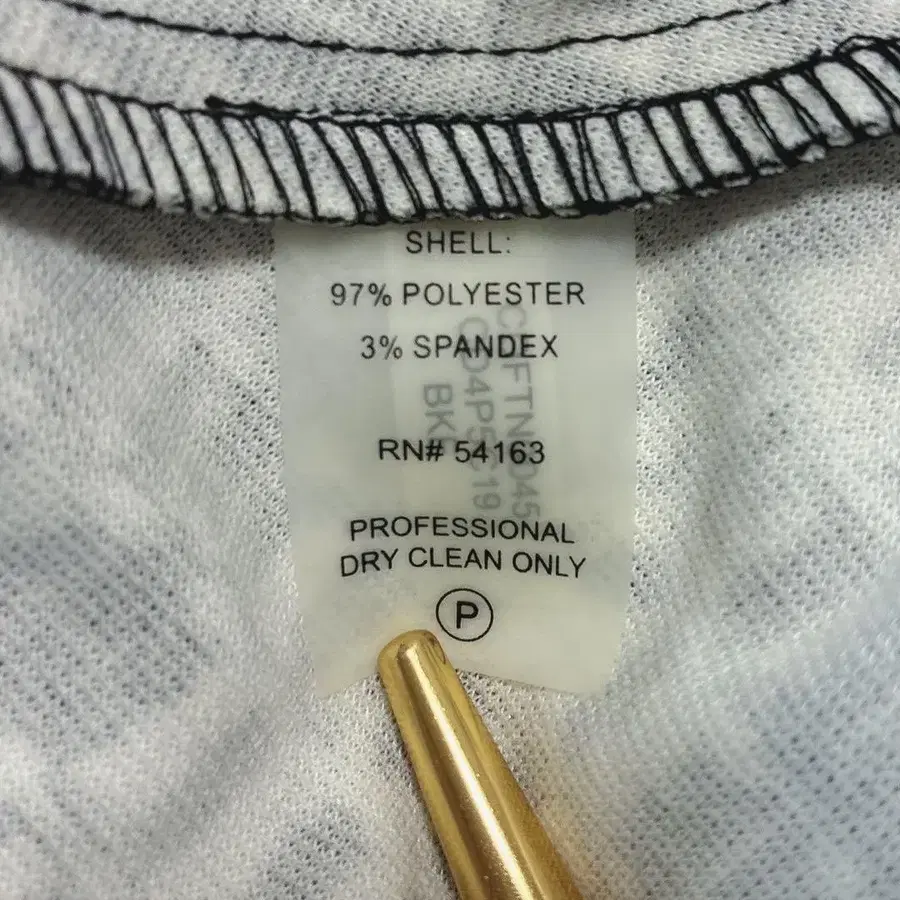 SHELL:
97% POLYESTER
3% SPANDEX
RN# 54163
PROFESSIONAL
DRY CLEAN ONLY
P